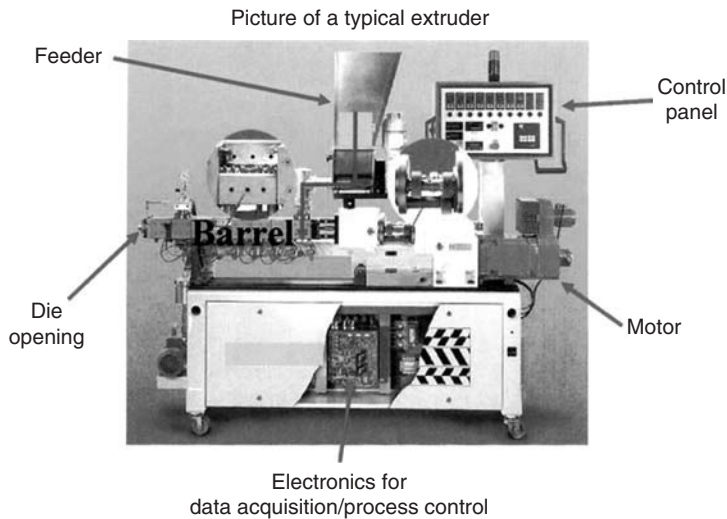 Picture of a typical extruder
Feeder
Control
panel
Barrel
Die
opening
Motor
Electronics for
data acquisition/process control